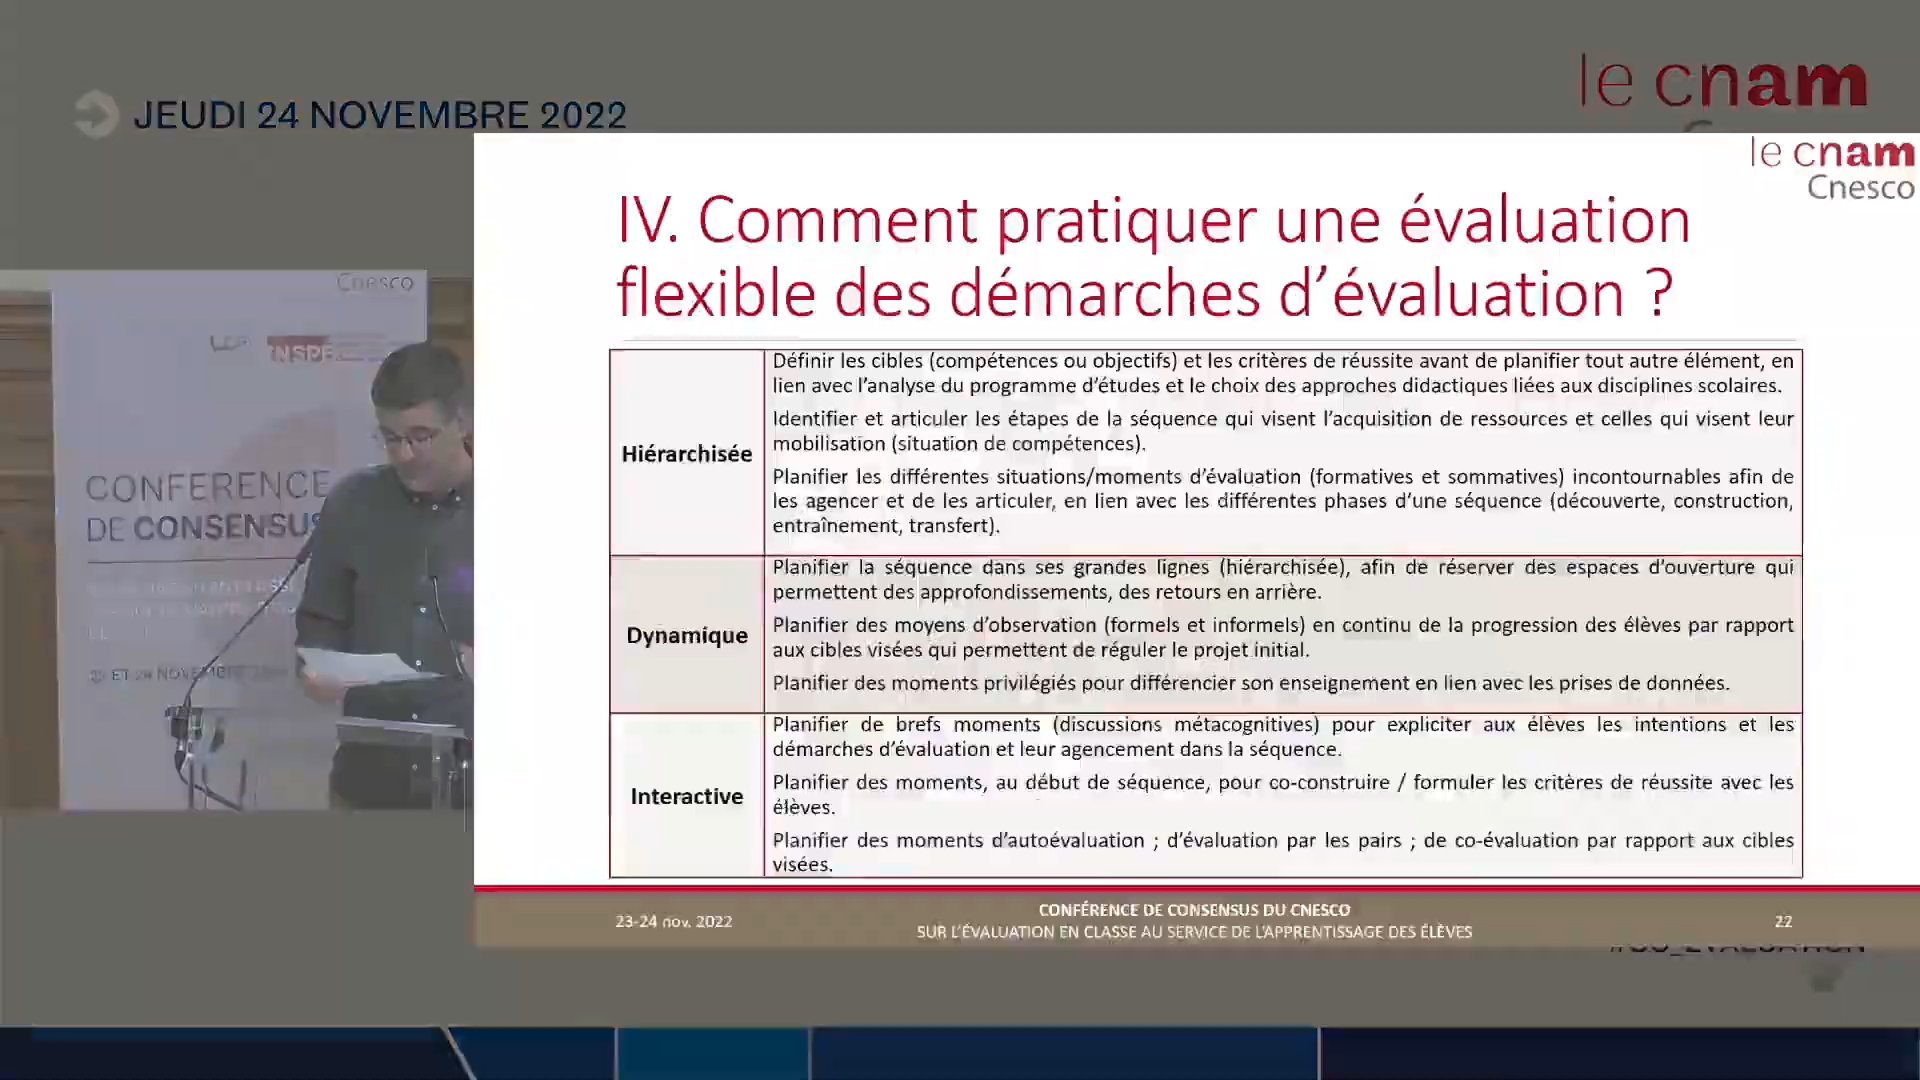 JEUDI 24 NOVEMBRE 2022
le cnam
le cnam
Cnesco
IV. Comment pratiquer une évaluation
flexible des démarches d'évaluation ?
Hiérarchisée
Définir les cibles (compétences ou objectifs) et les critères de réussite avant de planifier tout autre élément, en
lien avec l'analyse du programme d'études et le choix des approches didactiques liées aux disciplines scolaires.
Identifier et articuler les étapes de la séquence qui visent l'acquisition de ressources et celles qui visent leur
mobilisation (situation de compétences).
Planifier les différentes situations/moments d'évaluation (formatives et sommatives) incontournables afin de
les agencer et de les articuler, en lien avec les différentes phases d'une séquence (découverte, construction,
entraînement, transfert).
Dynamique
Planifier la séquence dans ses grandes lignes (hiérarchisée), afin de réserver des espaces d'ouverture qui
permettent des approfondissements, des retours en arrière.
Planifier des moyens d'observation (formels et informels) en continu de la progression des élèves par rapport
aux cibles visées qui permettent de réguler le projet initial.
Planifier des moments privilégiés pour différencier son enseignement en lien avec les prises de données.
Interactive
Planifier de brefs moments (discussions métacognitives) pour expliciter aux élèves les intentions et les
démarches d'évaluation et leur agencement dans la séquence.
Planifier des moments, au début de séquence, pour co-construire / formuler les critères de réussite avec les
élèves.
Planifier des moments d'autoévaluation ; d'évaluation par les pairs ; de co-évaluation par rapport aux cibles
visées.
23-24 nov. 2022
CONFÉRENCE DE CONSENSUS DU CNESCO
SUR L'ÉVALUATION EN CLASSE AU SERVICE DE L'APPRENTISSAGE DES ÉLÈVES
22
Cnesco
INSPE
CONFERENCE
DE CONSENSUS
ET 24 NOVEMBRE